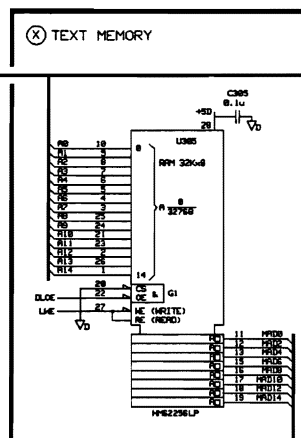 X TEXT MEMORY
C305
0.1u
+5D
28
D
U305
RAM 32Kx8
A0 10 0
A1 9
A2 8
A3 7
A4 6
A5 5
A6 4
A7 3
A8 25
A9 24
A10 21
A11 23
A12 2
A13 26
A14 1 14
A 0
32768
20 CS
DLOE 22 OE & G1
LWE 27 WE (WRITE)
RE (READ)
D
11 MAD0
12 MAD2
13 MAD4
15 MAD6
16 MAD8
17 MAD10
18 MAD12
19 MAD14
HM62256LP